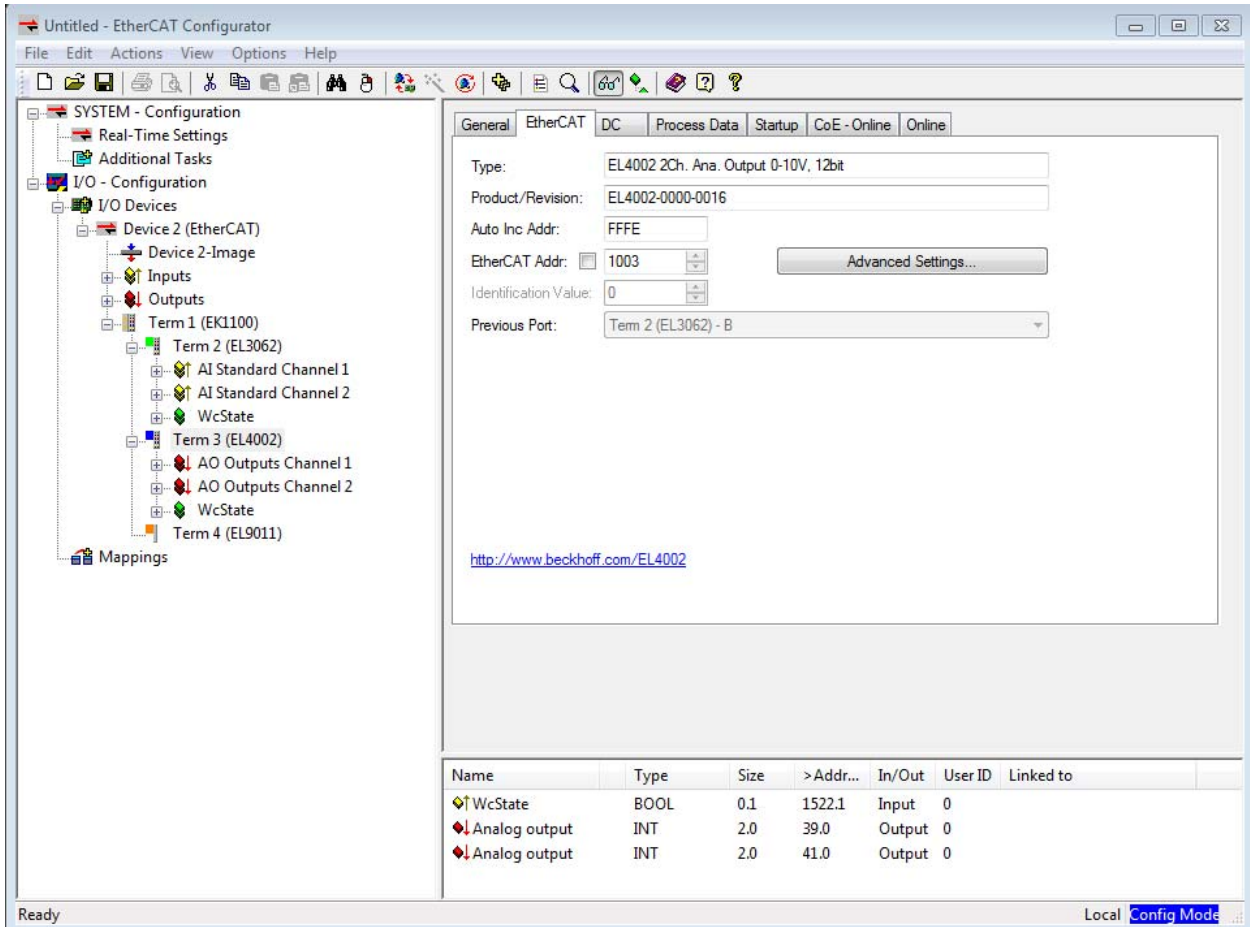 Untitled - EtherCAT Configurator
File Edit Actions View Options Help
SYSTEM - Configuration
Real-Time Settings
Additional Tasks
I/O - Configuration
I/O Devices
Device 2 (EtherCAT)
Device 2-Image
Inputs
Outputs
Term 1 (EK1100)
Term 2 (EL3062)
AI Standard Channel 1
AI Standard Channel 2
WcState
Term 3 (EL4002)
AO Outputs Channel 1
AO Outputs Channel 2
WcState
Term 4 (EL9011)
Mappings
General EtherCAT DC Process Data Startup CoE - Online Online
Type: EL4002 2Ch. Ana. Output 0-10V, 12bit
Product/Revision: EL4002-0000-0016
Auto Inc Addr: FFFE
EtherCAT Addr: 1003 Advanced Settings...
Identification Value: 0
Previous Port: Term 2 (EL3062) - B
http://www.beckhoff.com/EL4002
Name Type Size >Addr... In/Out User ID Linked to
WcState BOOL 0.1 1522.1 Input 0
Analog output INT 2.0 39.0 Output 0
Analog output INT 2.0 41.0 Output 0
Ready Local Config Mode